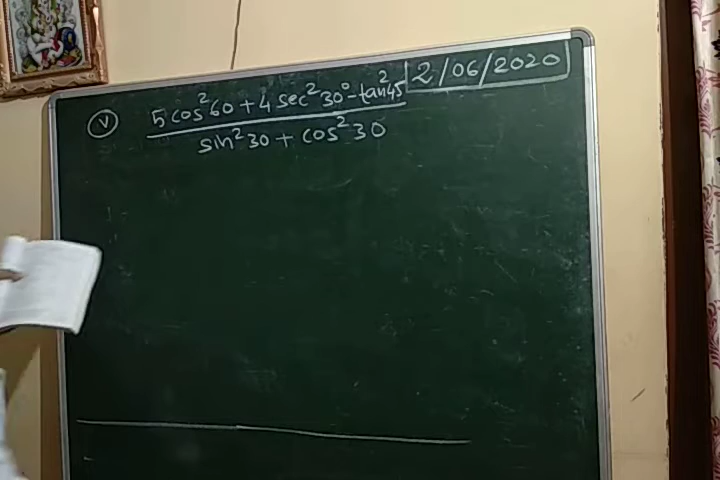 2/06/2020
(v) 5 cos²60 + 4 sec²30° - tan²45
sin²30 + cos²30